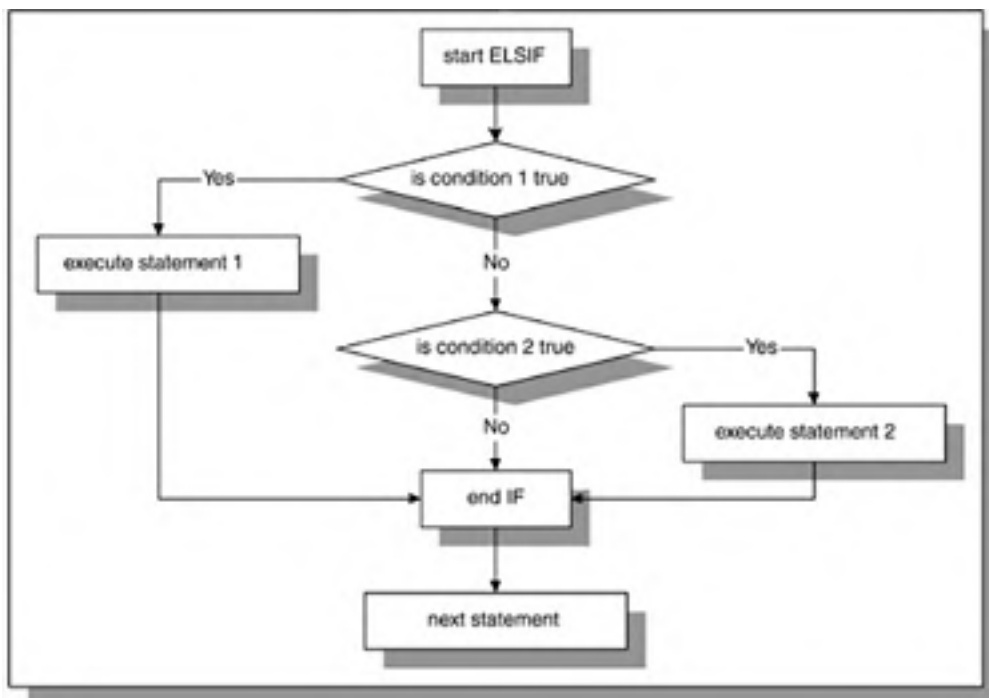 start ELSIF
is condition 1 true
Yes
execute statement 1
No
is condition 2 true
Yes
execute statement 2
No
end IF
next statement